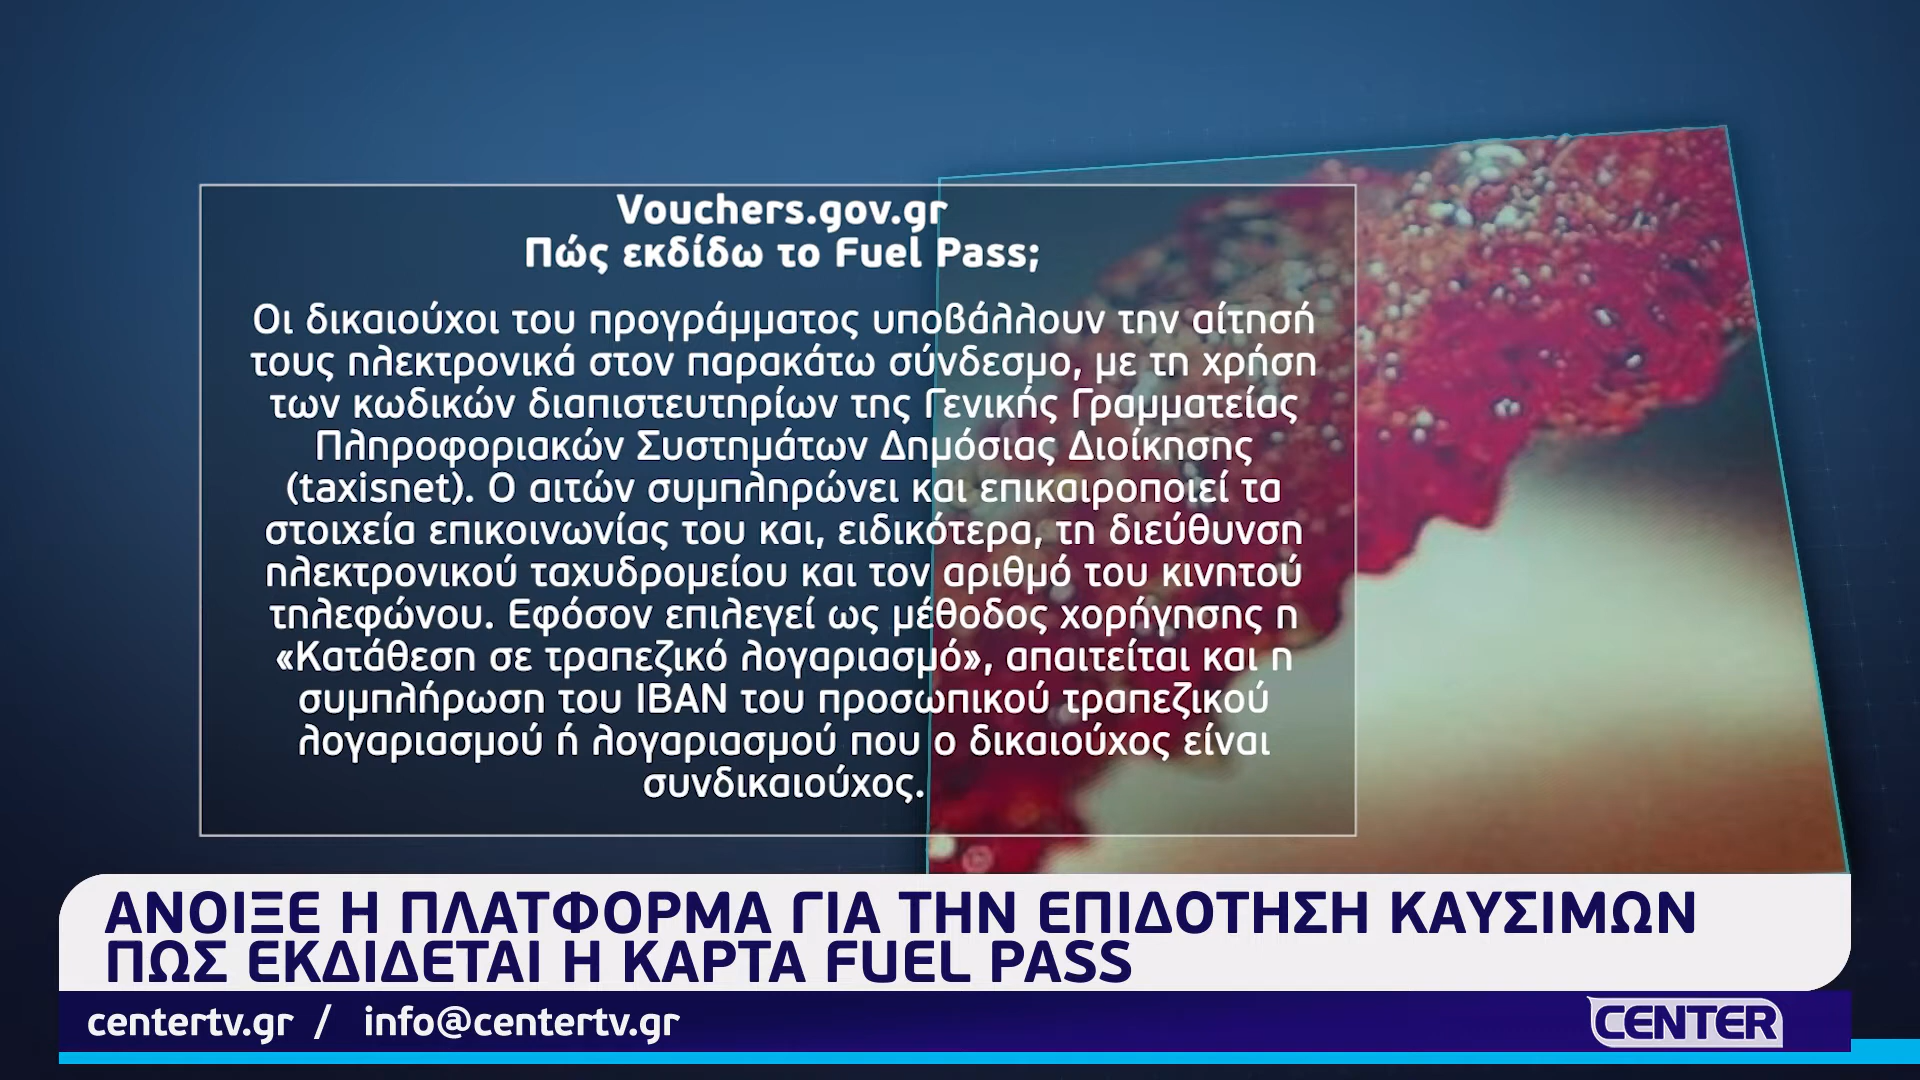 Vouchers.gov.gr
Πώς εκδίδω το Fuel Pass;
Οι δικαιούχοι του προγράμματος υποβάλλουν την αίτησή
τους ηλεκτρονικά στον παρακάτω σύνδεσμο, με τη χρήση
των κωδικών διαπιστευτηρίων της Γενικής Γραμματείας
Πληροφοριακών Συστημάτων Δημόσιας Διοίκησης
(taxisnet). Ο αιτών συμπληρώνει και επικαιροποιεί τα
στοιχεία επικοινωνίας του και, ειδικότερα, τη διεύθυνση
ηλεκτρονικού ταχυδρομείου και τον αριθμό του κινητού
τηλεφώνου. Εφόσον επιλεγεί ως μέθοδος χορήγησης η
«Κατάθεση σε τραπεζικό λογαριασμό», απαιτείται και η
συμπλήρωση του IBAN του προσωπικού τραπεζικού
λογαριασμού ή λογαριασμού που ο δικαιούχος είναι
συνδικαιούχος.
ΑΝΟΙΞΕ Η ΠΛΑΤΦΟΡΜΑ ΓΙΑ ΤΗΝ ΕΠΙΔΟΤΗΣΗ ΚΑΥΣΙΜΩΝ
ΠΩΣ ΕΚΔΙΔΕΤΑΙ Η ΚΑΡΤΑ FUEL PASS
centertv.gr / info@centertv.gr
CENTER